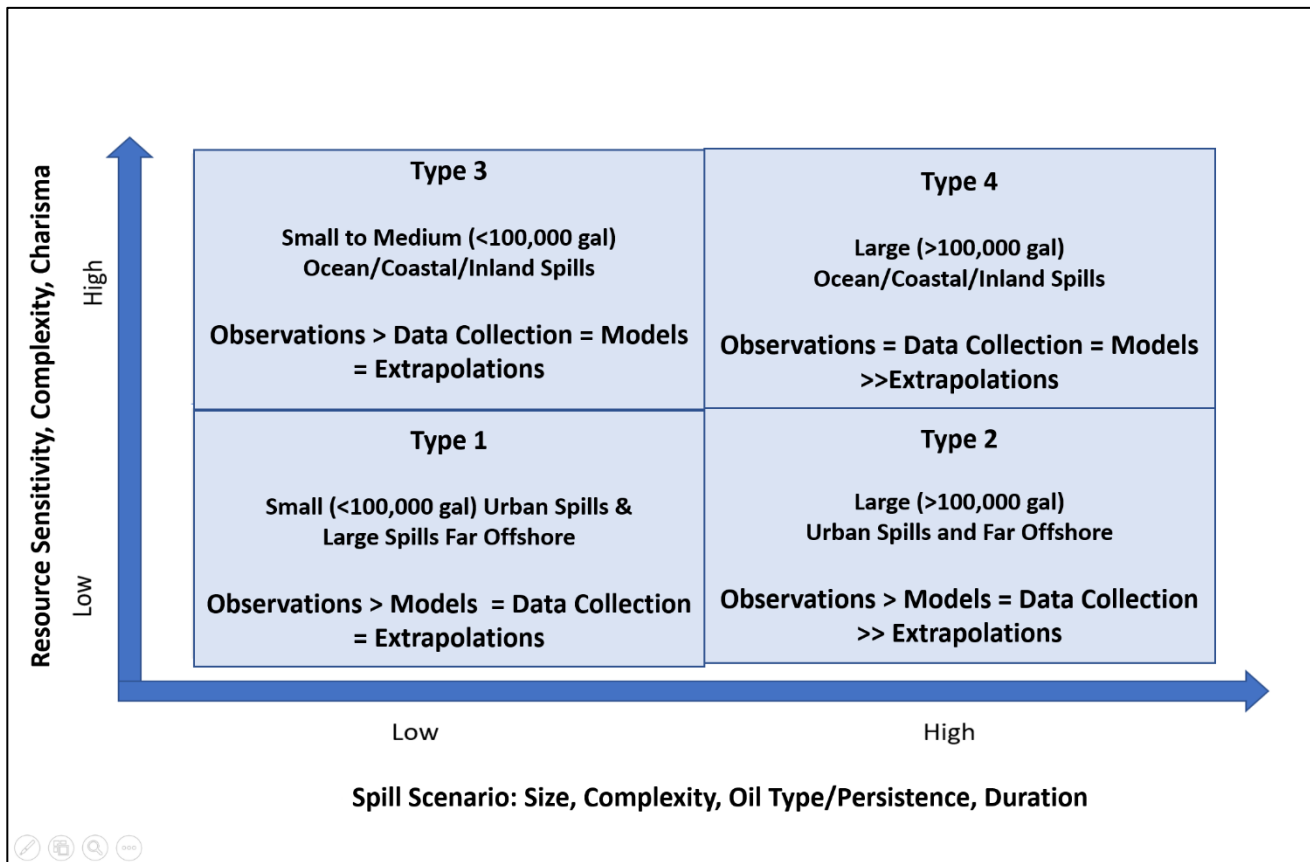 Resource Sensitivity, Complexity, Charisma
High
Low
Type 3
Small to Medium (<100,000 gal)
Ocean/Coastal/Inland Spills
Observations > Data Collection = Models
= Extrapolations
Type 4
Large (>100,000 gal)
Ocean/Coastal/Inland Spills
Observations = Data Collection = Models
>>Extrapolations
Type 1
Small (<100,000 gal) Urban Spills &
Large Spills Far Offshore
Observations > Models = Data Collection
= Extrapolations
Type 2
Large (>100,000 gal)
Urban Spills and Far Offshore
Observations > Models = Data Collection
>> Extrapolations
Low
High
Spill Scenario: Size, Complexity, Oil Type/Persistence, Duration